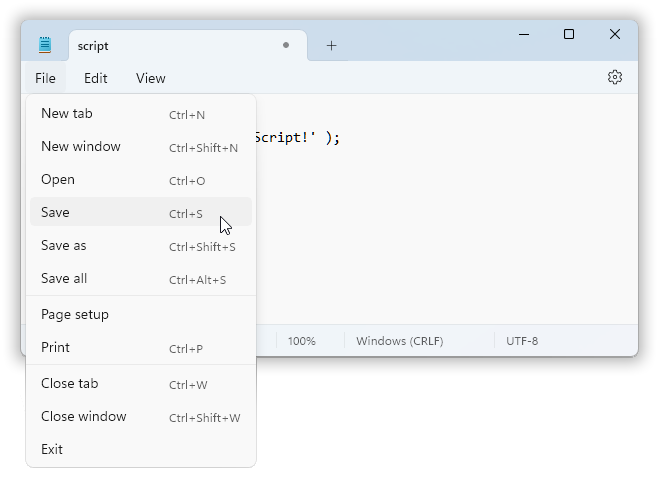 script
File Edit View
New tab Ctrl+N
Script!' );
New window Ctrl+Shift+N
Open Ctrl+O
Save Ctrl+S
Save as Ctrl+Shift+S
Save all Ctrl+Alt+S
Page setup
100% Windows (CRLF) UTF-8
Print Ctrl+P
Close tab Ctrl+W
Close window Ctrl+Shift+W
Exit